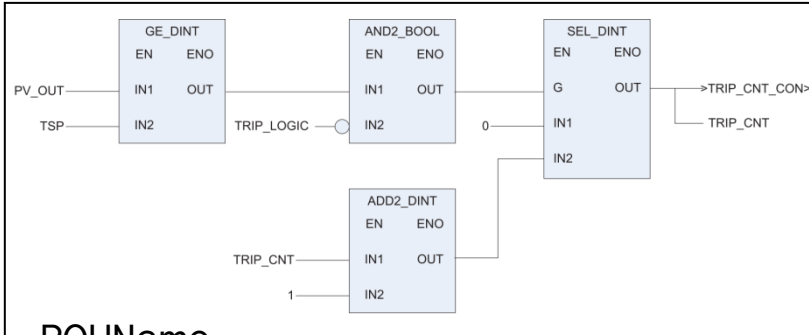 GE_DINT AND2_BOOL SEL_DINT
EN ENO EN ENO EN ENO
PV_OUT IN1 OUT IN1 OUT G OUT >TRIP_CNT_CON>
TSP IN2 TRIP_LOGIC IN2 0 IN1 TRIP_CNT
IN2
ADD2_DINT
EN ENO
TRIP_CNT IN1 OUT
1 IN2
POUName